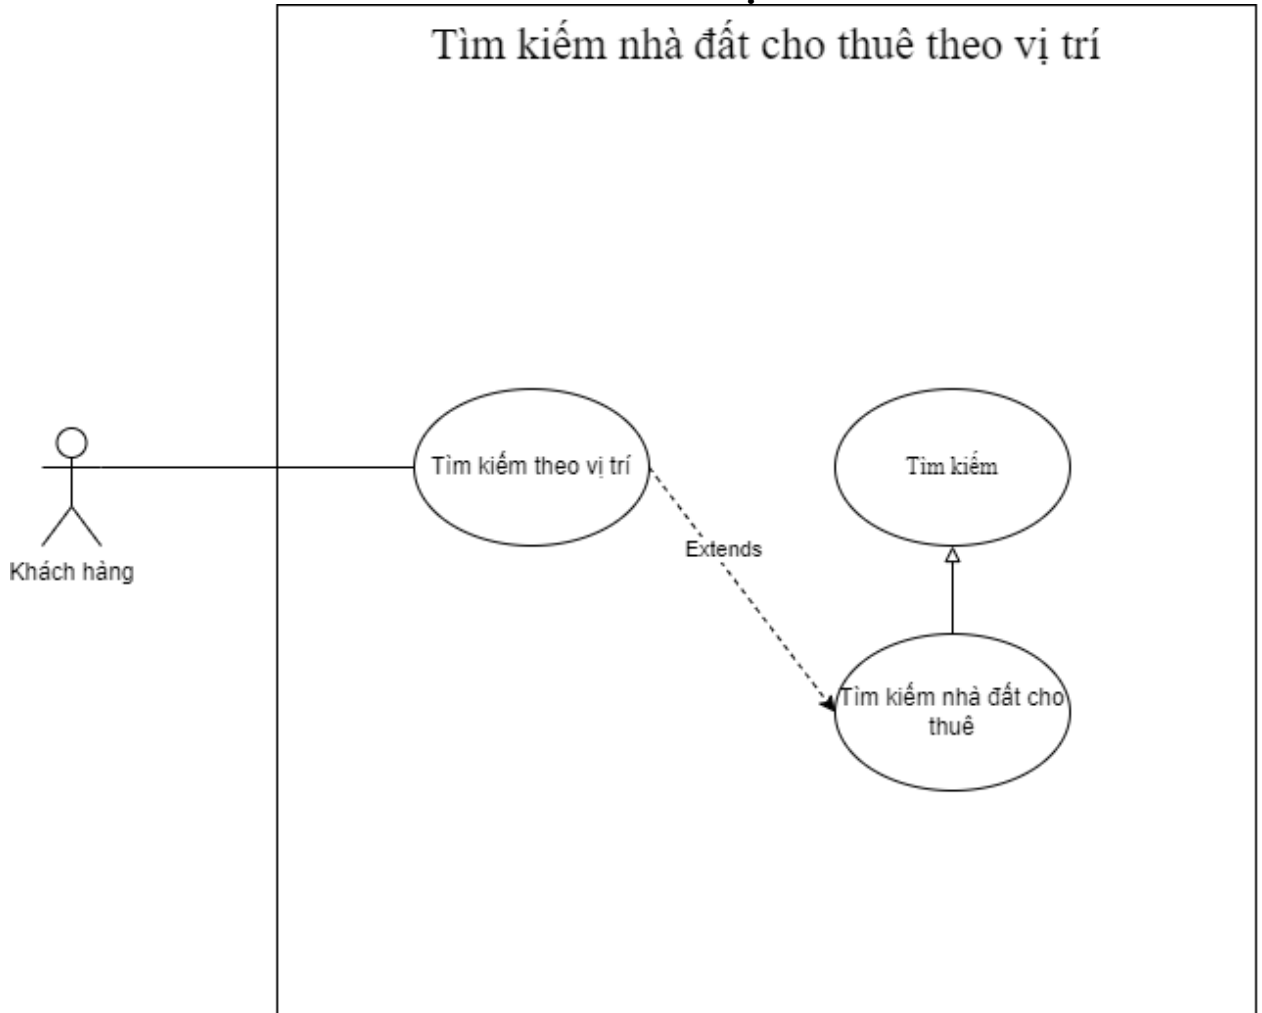 Tìm kiếm nhà đất cho thuê theo vị trí
Tìm kiếm theo vị trí
Tìm kiếm
Extends
Khách hàng
Tìm kiếm nhà đất cho
thuê